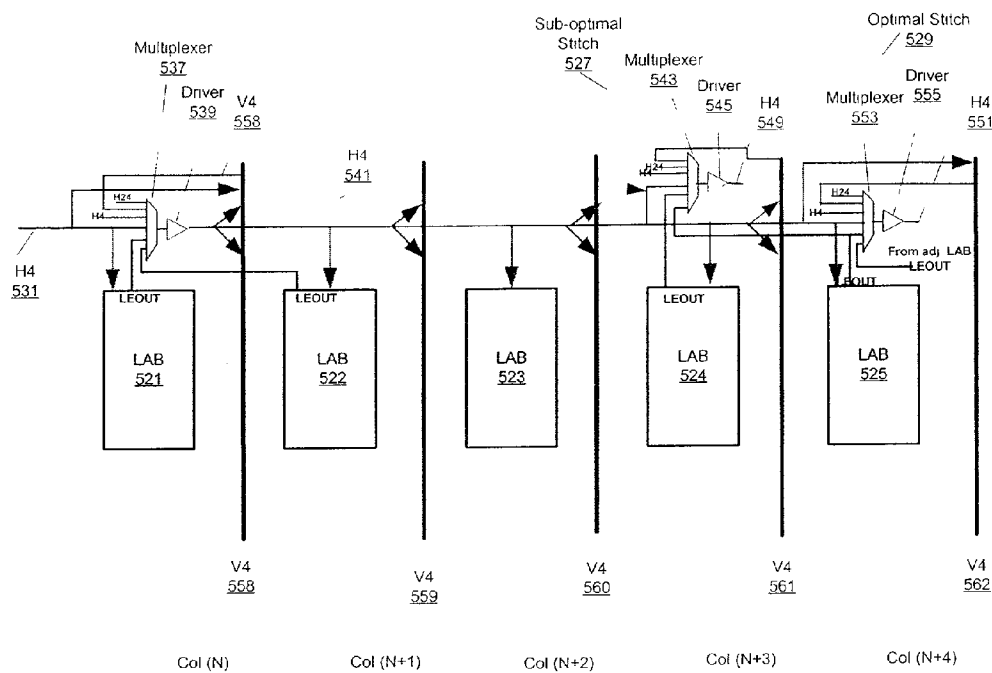 Multiplexer
537
Driver
539
V4
558
H4
541
Sub-optimal
Stitch
527
Multiplexer
543
Driver
545
H4
549
Optimal Stitch
529
Multiplexer
553
Driver
555
H4
551
H24
H4
H24
H4
H24
H4
From adj LAB
LEOUT
H4
531
LEOUT
LEOUT
LEOUT
LEOUT
LAB
521
LAB
522
LAB
523
LAB
524
LAB
525
V4
558
V4
559
V4
560
V4
561
V4
562
Col (N)
Col (N+1)
Col (N+2)
Col (N+3)
Col (N+4)